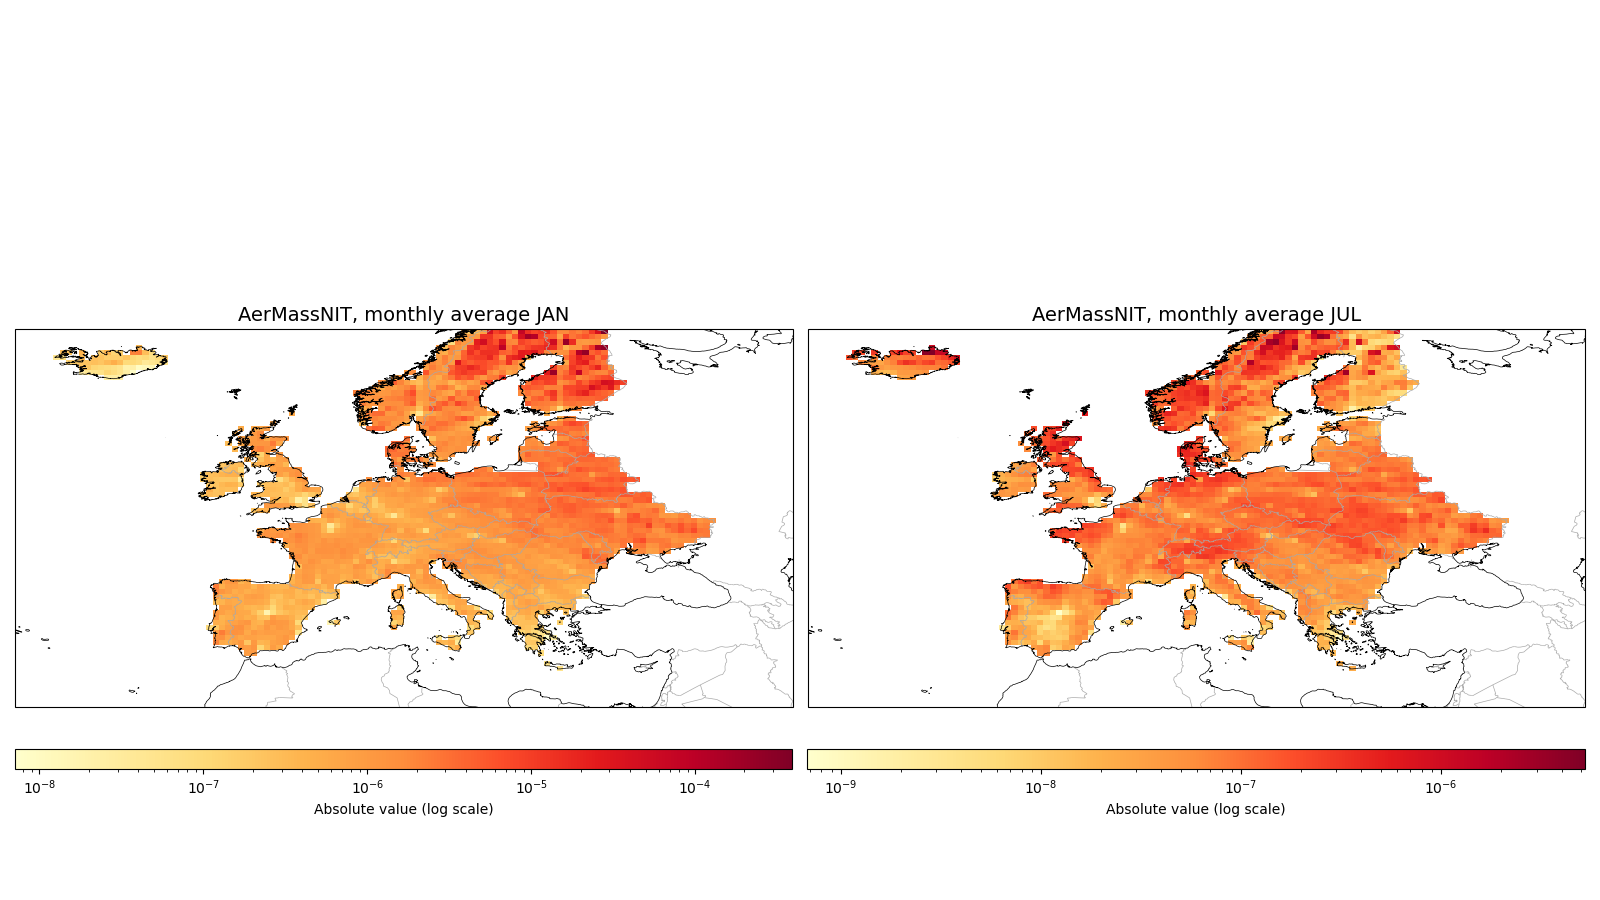 AerMassNIT, monthly average JAN
AerMassNIT, monthly average JUL
10⁻⁸ 10⁻⁷ 10⁻⁶ 10⁻⁵ 10⁻⁴
Absolute value (log scale)
10⁻⁹ 10⁻⁸ 10⁻⁷ 10⁻⁶
Absolute value (log scale)